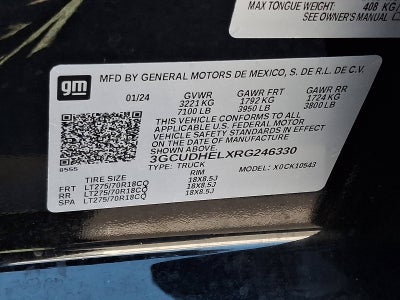 MAX TONGUE WEIGHT: 408 KG/
SEE OWNER'S MANUAL
gm
MFD BY GENERAL MOTORS DE MEXICO, S. DE R.L. DE C.V.
01/24 GVWR GAWR FRT GAWR RR
3221 KG 1792 KG 1724 KG
7100 LB 3950 LB 3800 LB
THIS VEHICLE CONFORMS TO ALL
APPLICABLE U.S. FEDERAL MOTOR
VEHICLE SAFETY STANDARDS IN
EFFECT ON THE DATE OF MANUFACTURE
SHOWN ABOVE.
3GCUDHELXRG246330
TYPE: TRUCK MODEL: X0CK10543
TIRE SIZE RIM
FRT LT275/70R18CQ 18X8.5J
RR LT275/70R18CQ 18X8.5J
SPA LT275/70R18CQ 18X8.5J